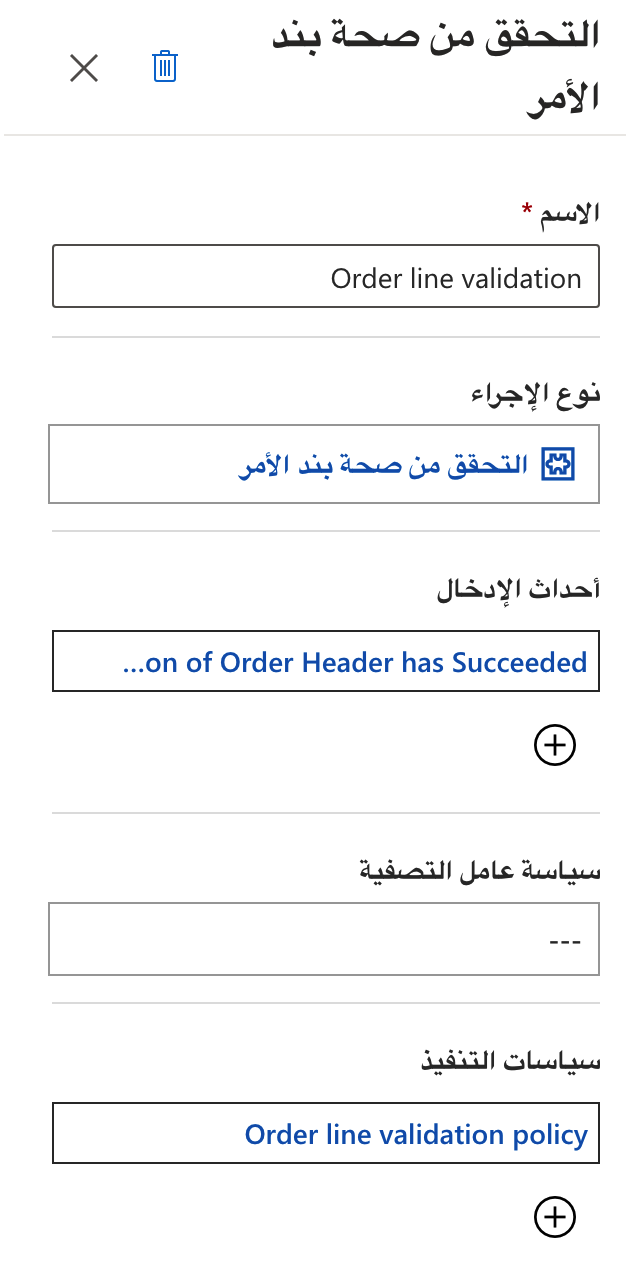 التحقق من صحة بند
الأمر
الاسم *
Order line validation
نوع الإجراء
التحقق من صحة بند الأمر
أحداث الإدخال
...on of Order Header has Succeeded
سياسة عامل التصفية
---
سياسات التنفيذ
Order line validation policy